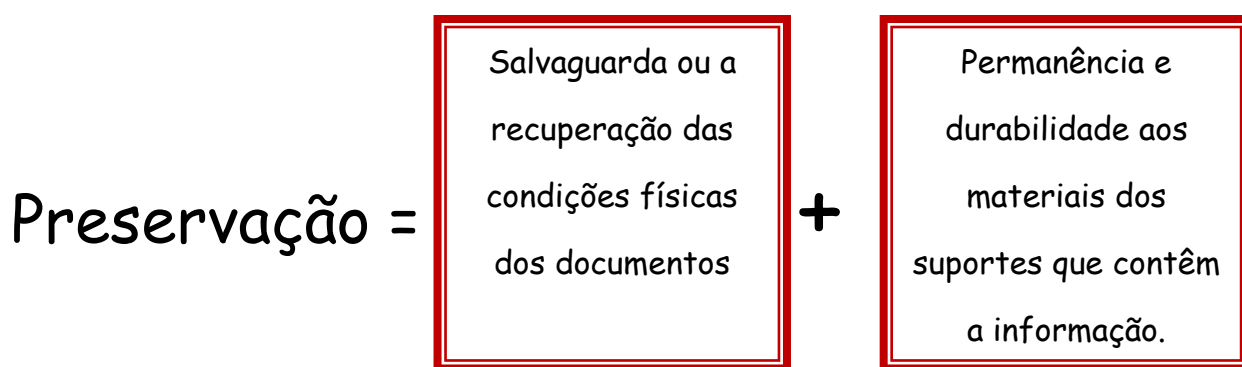 Preservação =
Salvaguarda ou a
recuperação das
condições físicas
dos documentos
+
Permanência e
durabilidade aos
materiais dos
suportes que contêm
a informação.